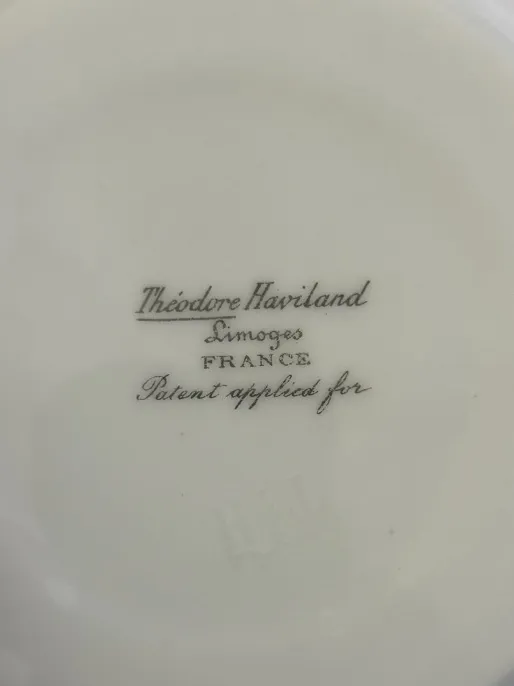 Théodore Haviland
Limoges
FRANCE
Patent applied for